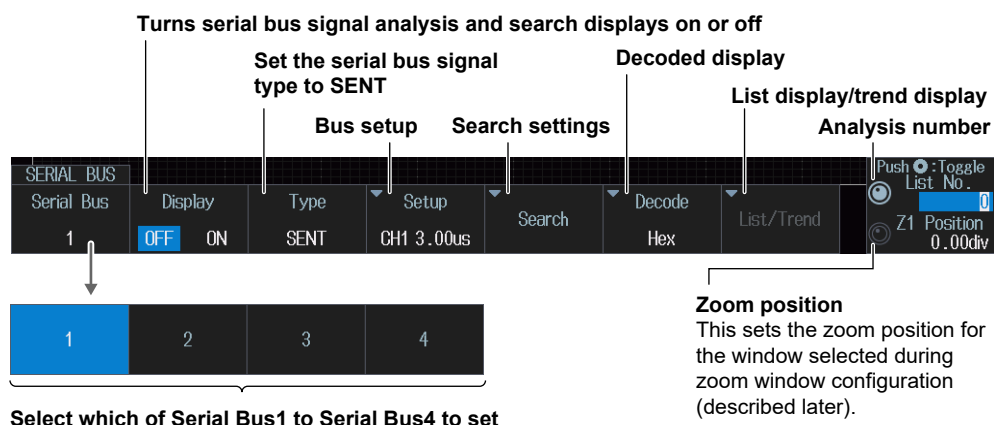 Turns serial bus signal analysis and search displays on or off
Set the serial bus signal
type to SENT
Decoded display
List display/trend display
Bus setup
Search settings
Analysis number
SERIAL BUS
Serial Bus
1
Display
OFF ON
Type
SENT
Setup
CH1 3.00us
Search
Decode
Hex
List/Trend
Push :Toggle
List No.
0
Z1 Position
0.00div
1
2
3
4
Zoom position
This sets the zoom position for
the window selected during
zoom window configuration
(described later).
Select which of Serial Bus1 to Serial Bus4 to set